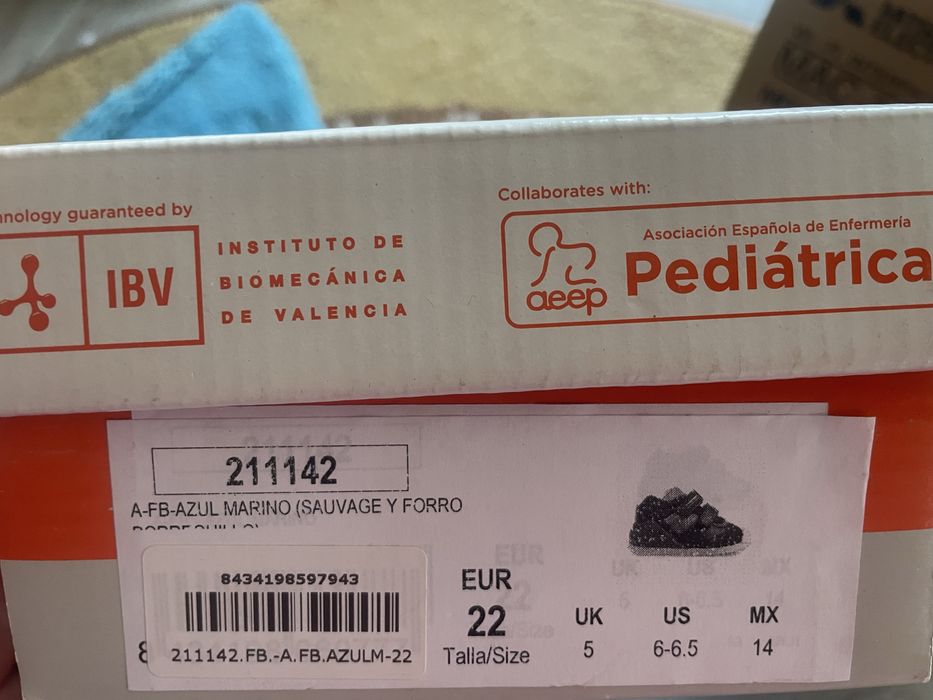 nology guaranteed by
IBV
INSTITUTO DE
BIOMECÁNICA
DE VALENCIA
Collaborates with:
aeep
Asociación Española de Enfermería
Pediátrica
211142
A-FB-AZUL MARINO (SAUVAGE Y FORRO
8434198597943
211142.FB.-A.FB.AZULM-22
EUR
22
Talla/Size
UK
5
US
6-6.5
MX
14